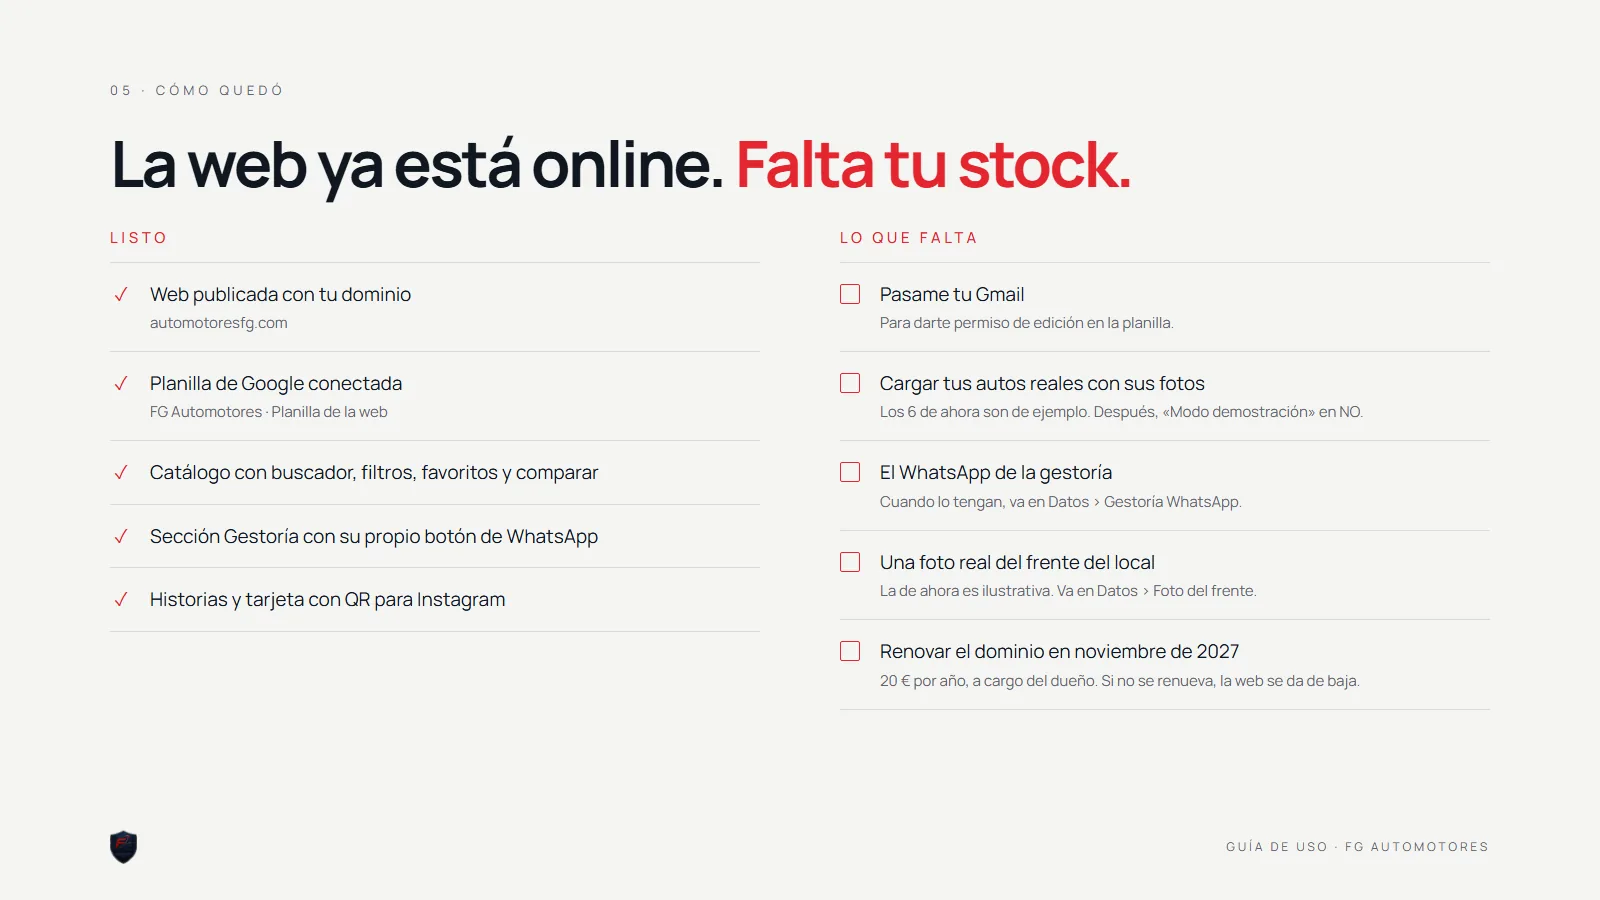 05 · CÓMO QUEDÓ
La web ya está online. Falta tu stock.
LISTO
✓ Web publicada con tu dominio
automotoresfg.com
✓ Planilla de Google conectada
FG Automotores · Planilla de la web
✓ Catálogo con buscador, filtros, favoritos y comparar
✓ Sección Gestoría con su propio botón de WhatsApp
✓ Historias y tarjeta con QR para Instagram
LO QUE FALTA
Pasame tu Gmail
Para darte permiso de edición en la planilla.
Cargar tus autos reales con sus fotos
Los 6 de ahora son de ejemplo. Después, «Modo demostración» en NO.
El WhatsApp de la gestoría
Cuando lo tengan, va en Datos › Gestoría WhatsApp.
Una foto real del frente del local
La de ahora es ilustrativa. Va en Datos › Foto del frente.
Renovar el dominio en noviembre de 2027
20 € por año, a cargo del dueño. Si no se renueva, la web se da de baja.
GUÍA DE USO · FG AUTOMOTORES